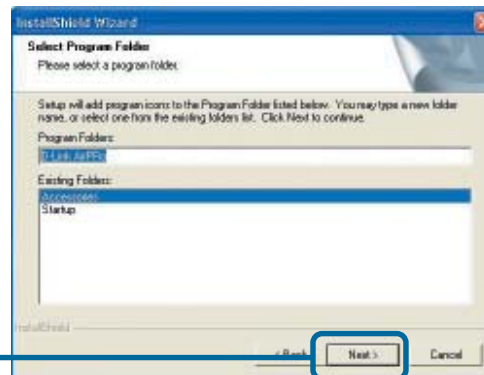 InstallShield Wizard
Select Program Folder
Please select a program folder.
Setup will add program icons to the Program Folder listed below. You may type a new folder
name, or select one from the existing folders list. Click Next to continue.
Program Folders:
D-Link AirPro
Existing Folders:
Accessories
Startup
InstallShield
< Back Next > Cancel